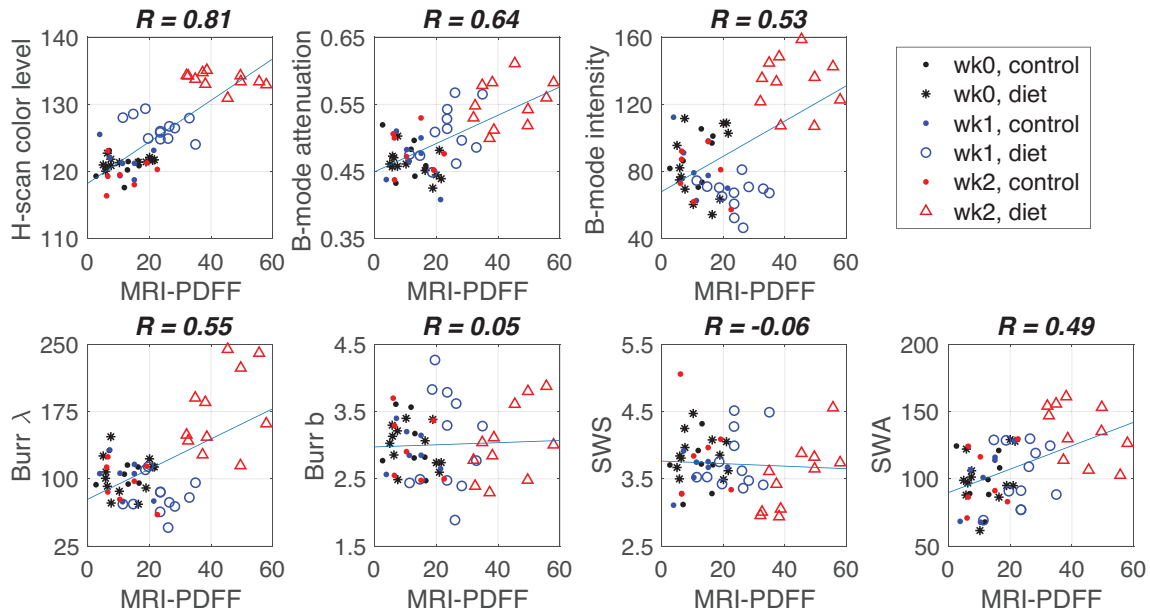 R = 0.81
H-scan color level
140
130
120
110
0 20 40 60
MRI-PDFF
R = 0.64
B-mode attenuation
0.65
0.55
0.45
0.35
0 20 40 60
MRI-PDFF
R = 0.53
B-mode intensity
160
120
80
40
0 20 40 60
MRI-PDFF
wk0, control
wk0, diet
wk1, control
wk1, diet
wk2, control
wk2, diet
R = 0.55
Burr λ
250
175
100
25
0 20 40 60
MRI-PDFF
R = 0.05
Burr b
4.5
3.5
2.5
1.5
0 20 40 60
MRI-PDFF
R = -0.06
SWS
5.5
4.5
3.5
2.5
0 20 40 60
MRI-PDFF
R = 0.49
SWA
200
150
100
50
0 20 40 60
MRI-PDFF